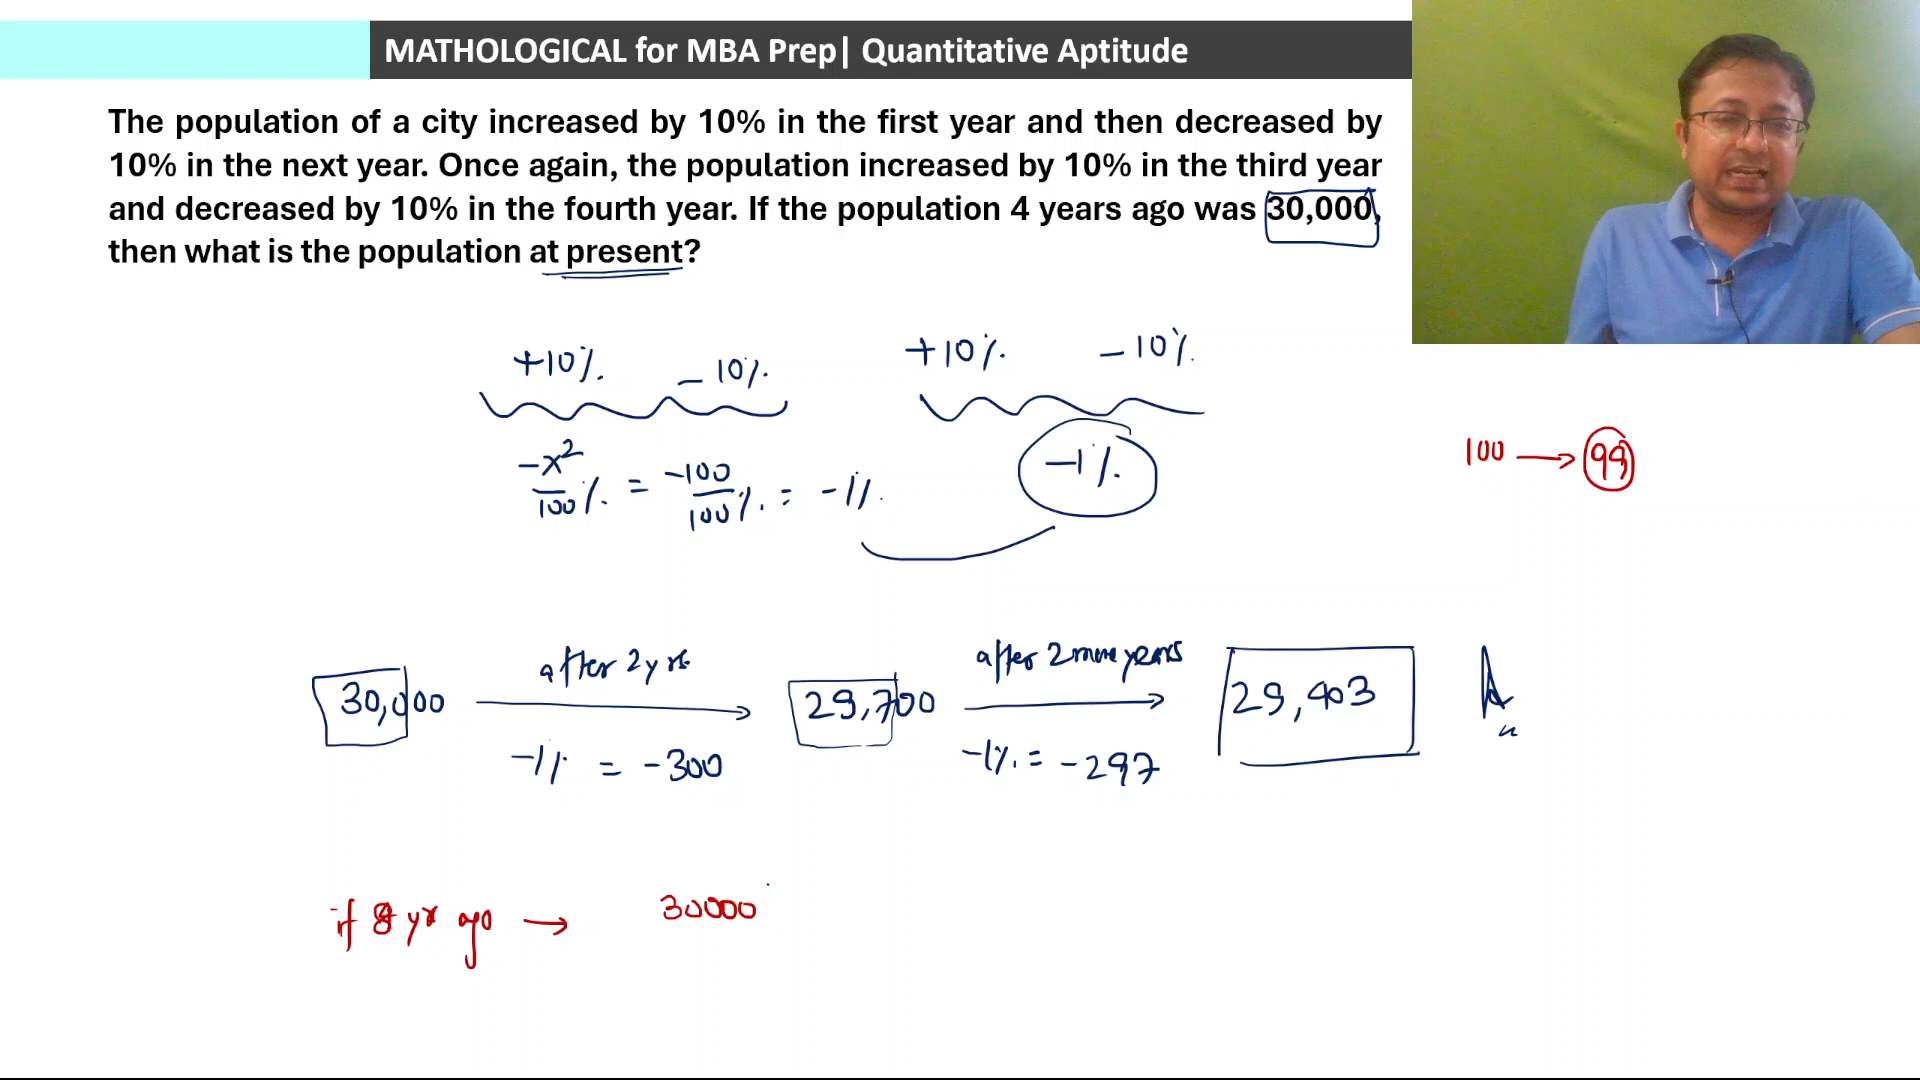 MATHOLOGICAL for MBA Prep| Quantitative Aptitude
The population of a city increased by 10% in the first year and then decreased by
10% in the next year. Once again, the population increased by 10% in the third year
and decreased by 10% in the fourth year. If the population 4 years ago was 30,000,
then what is the population at present?
+10% -10% +10% -10%
-x²/100% = -100/100% = -1% -1%
100 → 99
after 2 yrs after 2 more years
30,000 → 29,700 → 29,403
-1% = -300 -1% = -297
if 8 yr ago → 30000